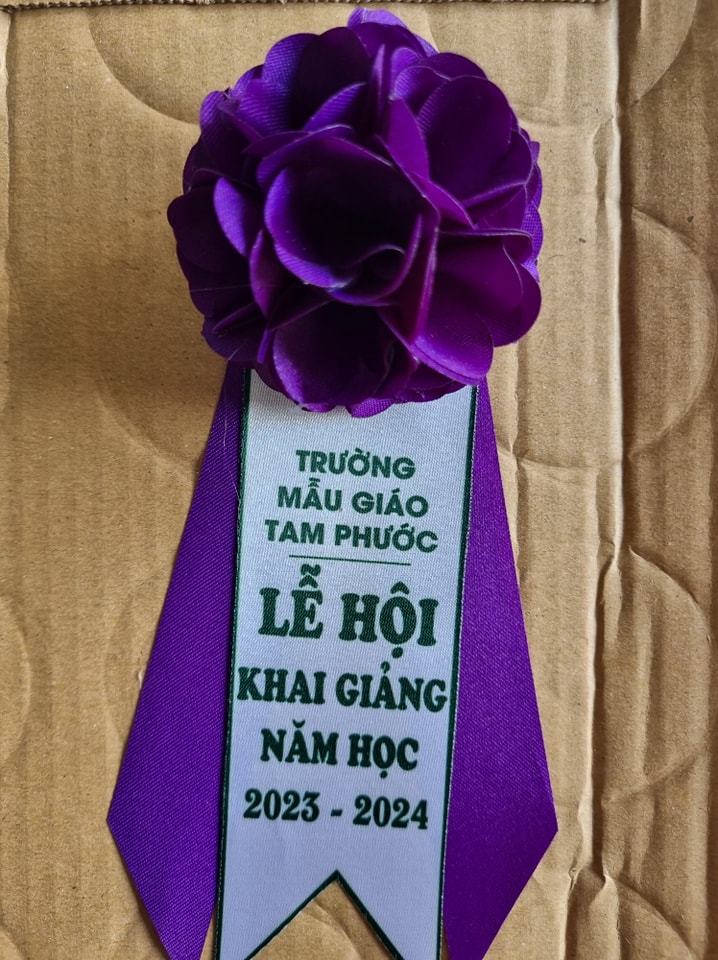 TRƯỜNG
MẪU GIÁO
TAM PHƯỚC
LỄ HỘI
KHAI GIẢNG
NĂM HỌC
2023 - 2024